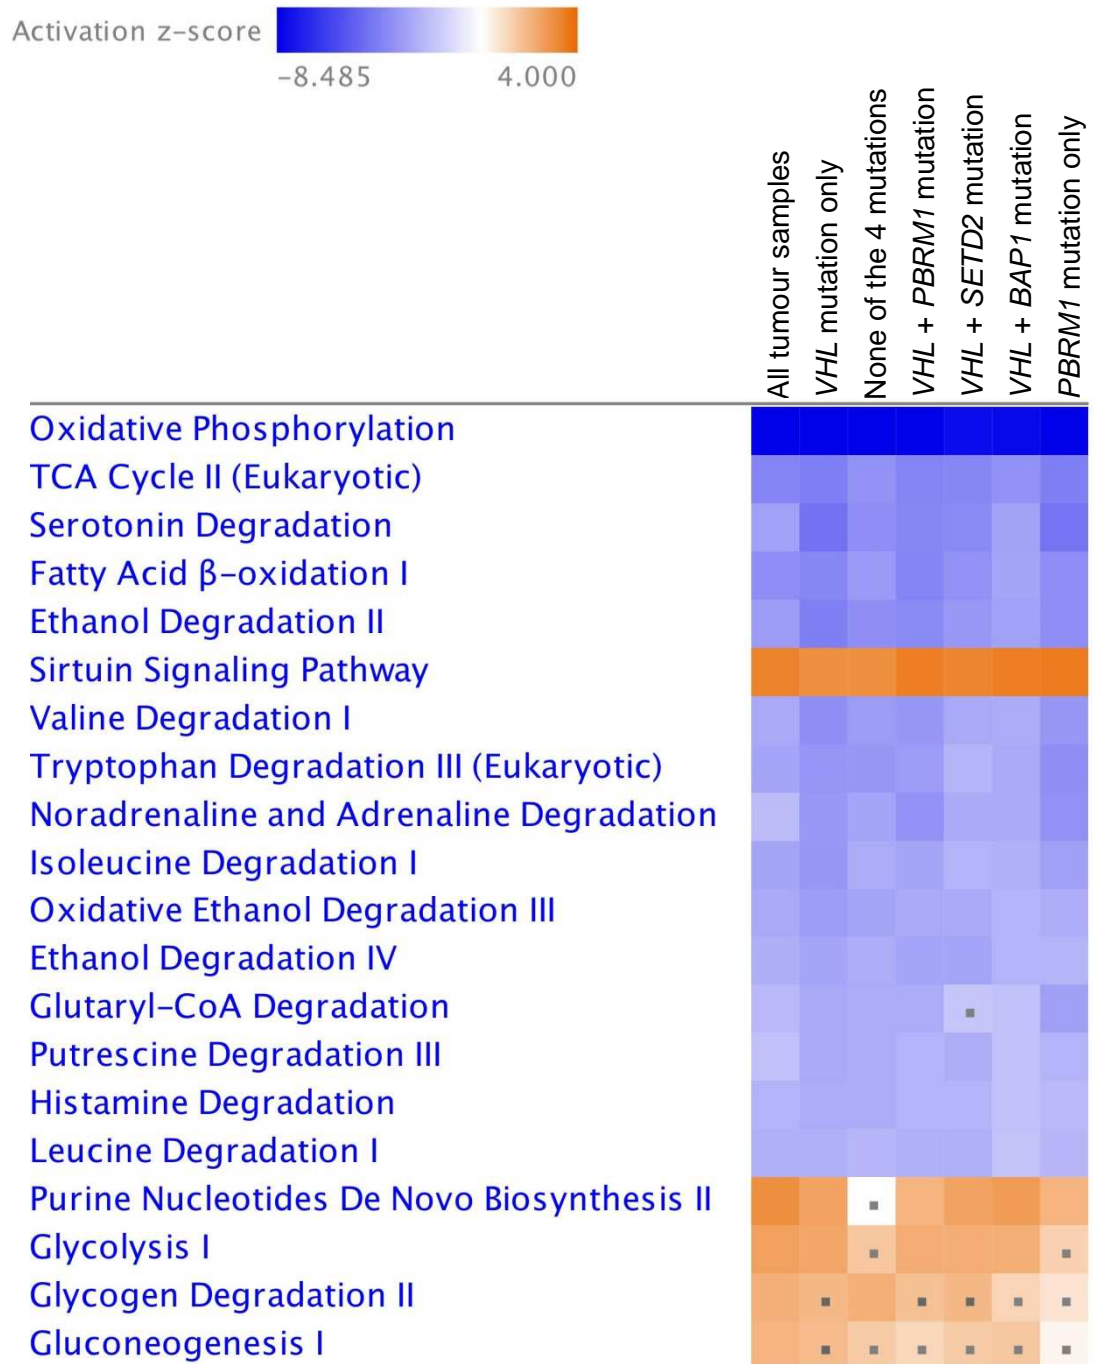 Activation z-score
-8.485 4.000
All tumour samples
VHL mutation only
None of the 4 mutations
VHL + PBRM1 mutation
VHL + SETD2 mutation
VHL + BAP1 mutation
PBRM1 mutation only
Oxidative Phosphorylation
TCA Cycle II (Eukaryotic)
Serotonin Degradation
Fatty Acid β-oxidation I
Ethanol Degradation II
Sirtuin Signaling Pathway
Valine Degradation I
Tryptophan Degradation III (Eukaryotic)
Noradrenaline and Adrenaline Degradation
Isoleucine Degradation I
Oxidative Ethanol Degradation III
Ethanol Degradation IV
Glutaryl-CoA Degradation
Putrescine Degradation III
Histamine Degradation
Leucine Degradation I
Purine Nucleotides De Novo Biosynthesis II
Glycolysis I
Glycogen Degradation II
Gluconeogenesis I